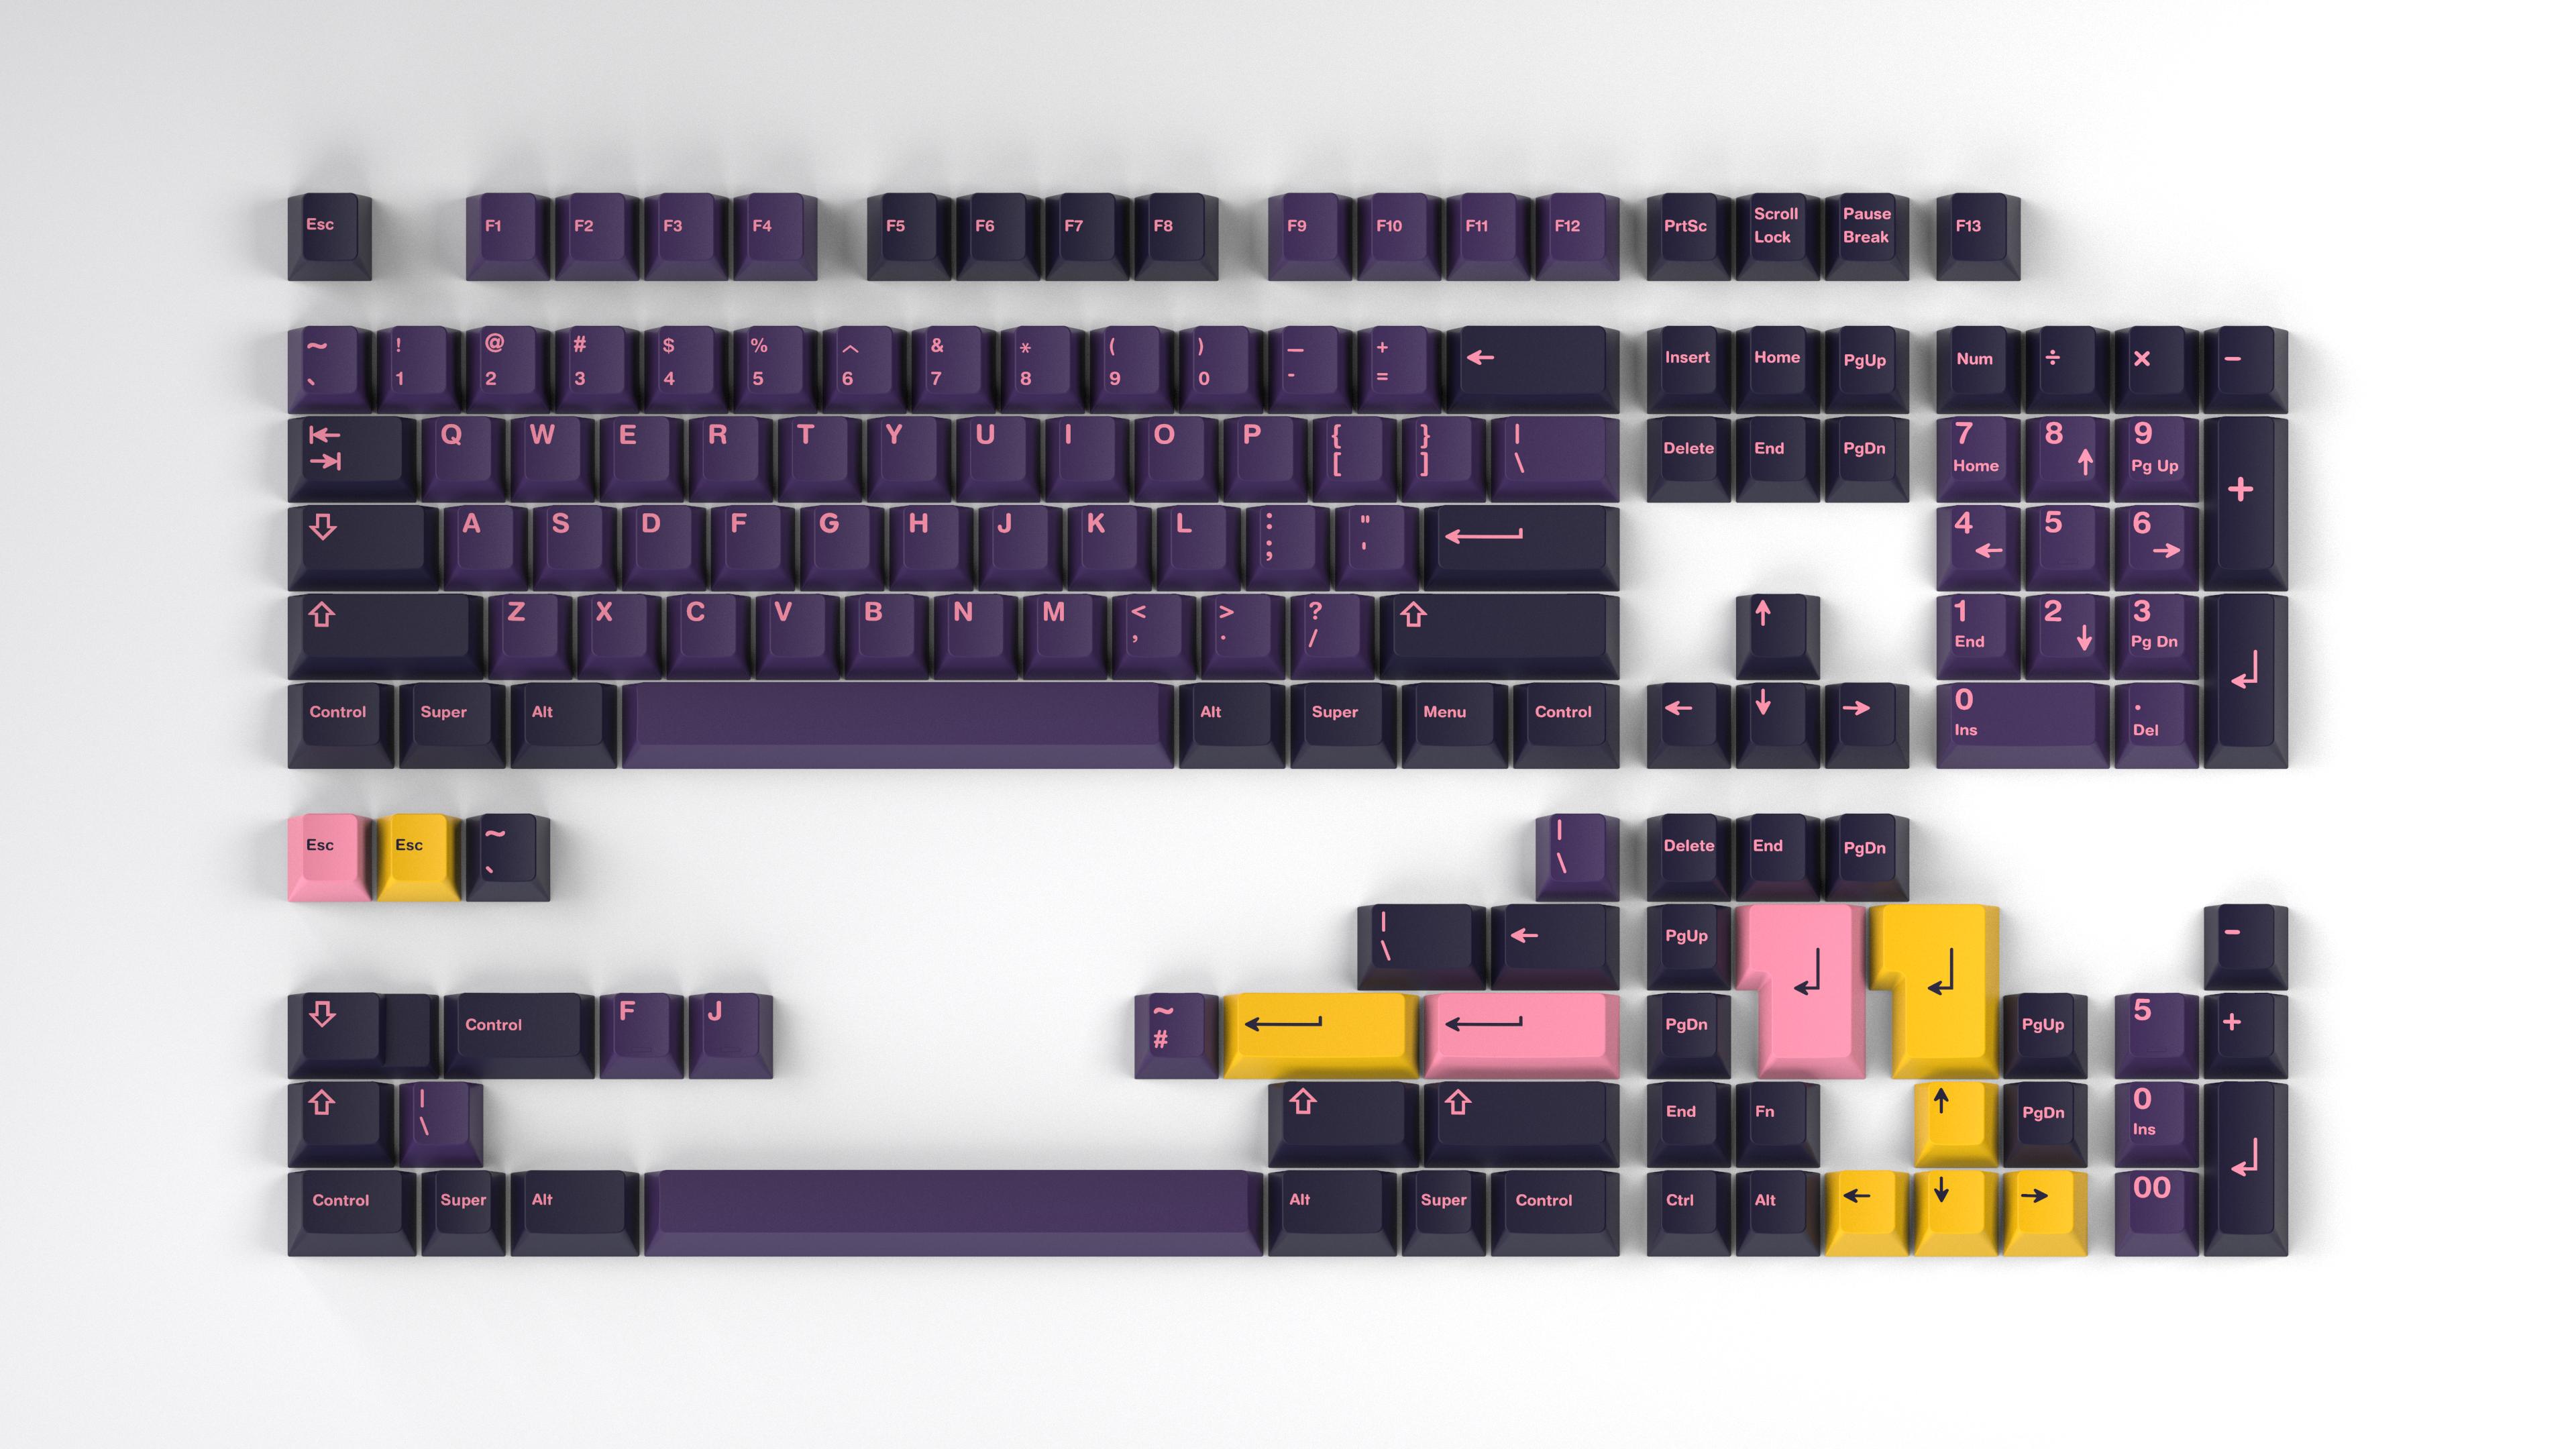 Esc F1 F2 F3 F4 F5 F6 F7 F8 F9 F10 F11 F12 PrtSc Scroll Lock Pause Break F13
~ ` ! 1 @ 2 # 3 $ 4 % 5 ^ 6 & 7 * 8 ( 9 ) 0 _ - + = ← Insert Home PgUp Num ÷ × −
⇤ ⇥ Q W E R T Y U I O P { [ } ] | \ Delete End PgDn 7 Home 8 ↑ 9 Pg Up +
⇩ A S D F G H J K L : ; " ' ↵ 4 ← 5 6 →
⇧ Z X C V B N M < , > . ? / ⇧ ↑ 1 End 2 ↓ 3 Pg Dn ↵
Control Super Alt Alt Super Menu Control ← ↓ → 0 Ins . Del
Esc Esc ~ ` | \ Delete End PgDn
| \ ← PgUp ↵ ↵ −
⇩ Control F J ~ # ↵ ↵ PgDn PgUp 5 +
⇧ | \ ⇧ ⇧ End Fn ↑ PgDn 0 Ins ↵
Control Super Alt Alt Super Control Ctrl Alt ← ↓ → 00